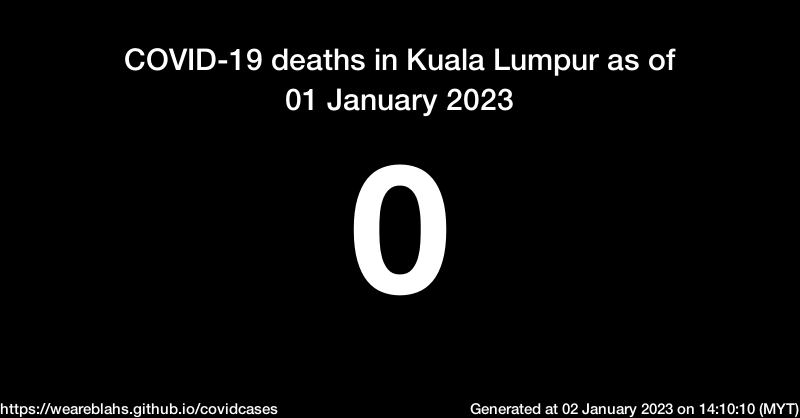 COVID-19 deaths in Kuala Lumpur as of
01 January 2023
0
https://weareblahs.github.io/covidcases
Generated at 02 January 2023 on 14:10:10 (MYT)